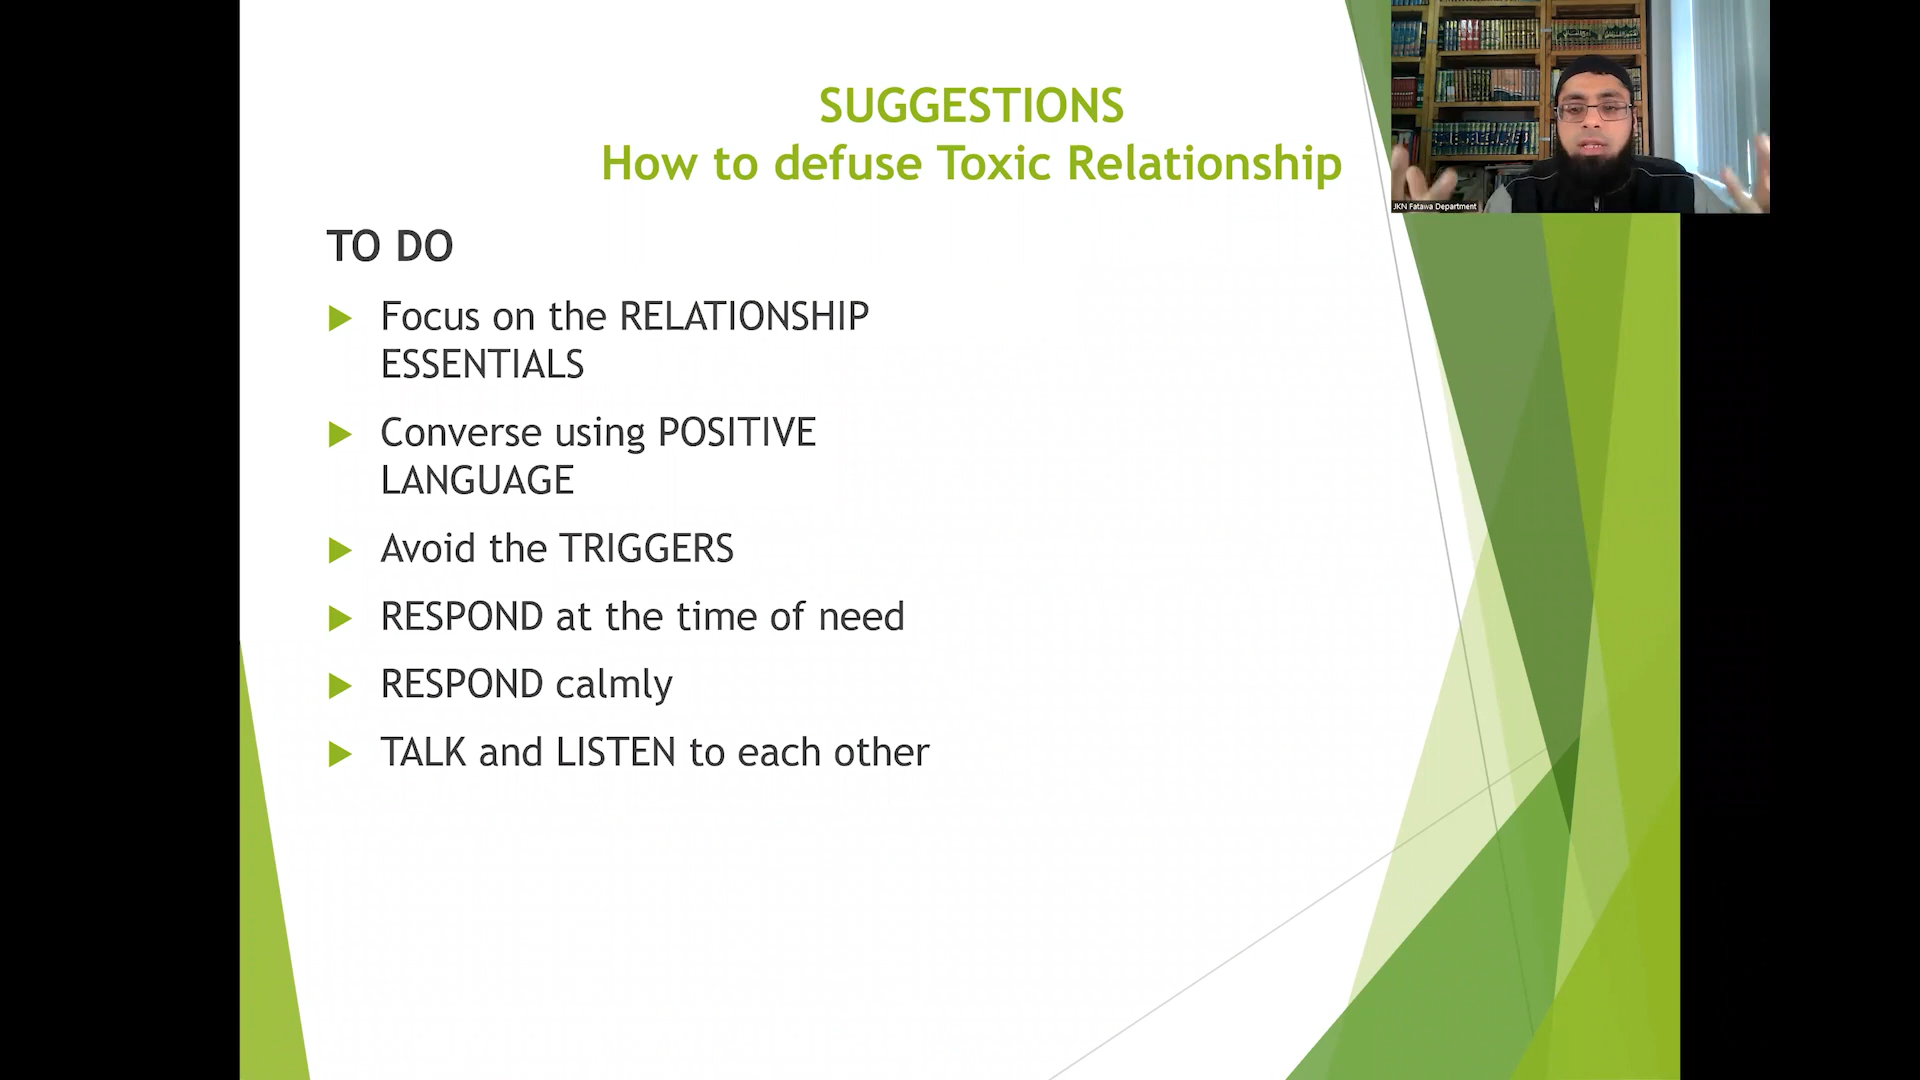 SUGGESTIONS
How to defuse Toxic Relationship
TO DO
Focus on the RELATIONSHIP
ESSENTIALS
Converse using POSITIVE
LANGUAGE
Avoid the TRIGGERS
RESPOND at the time of need
RESPOND calmly
TALK and LISTEN to each other
JKN Fatawa Department